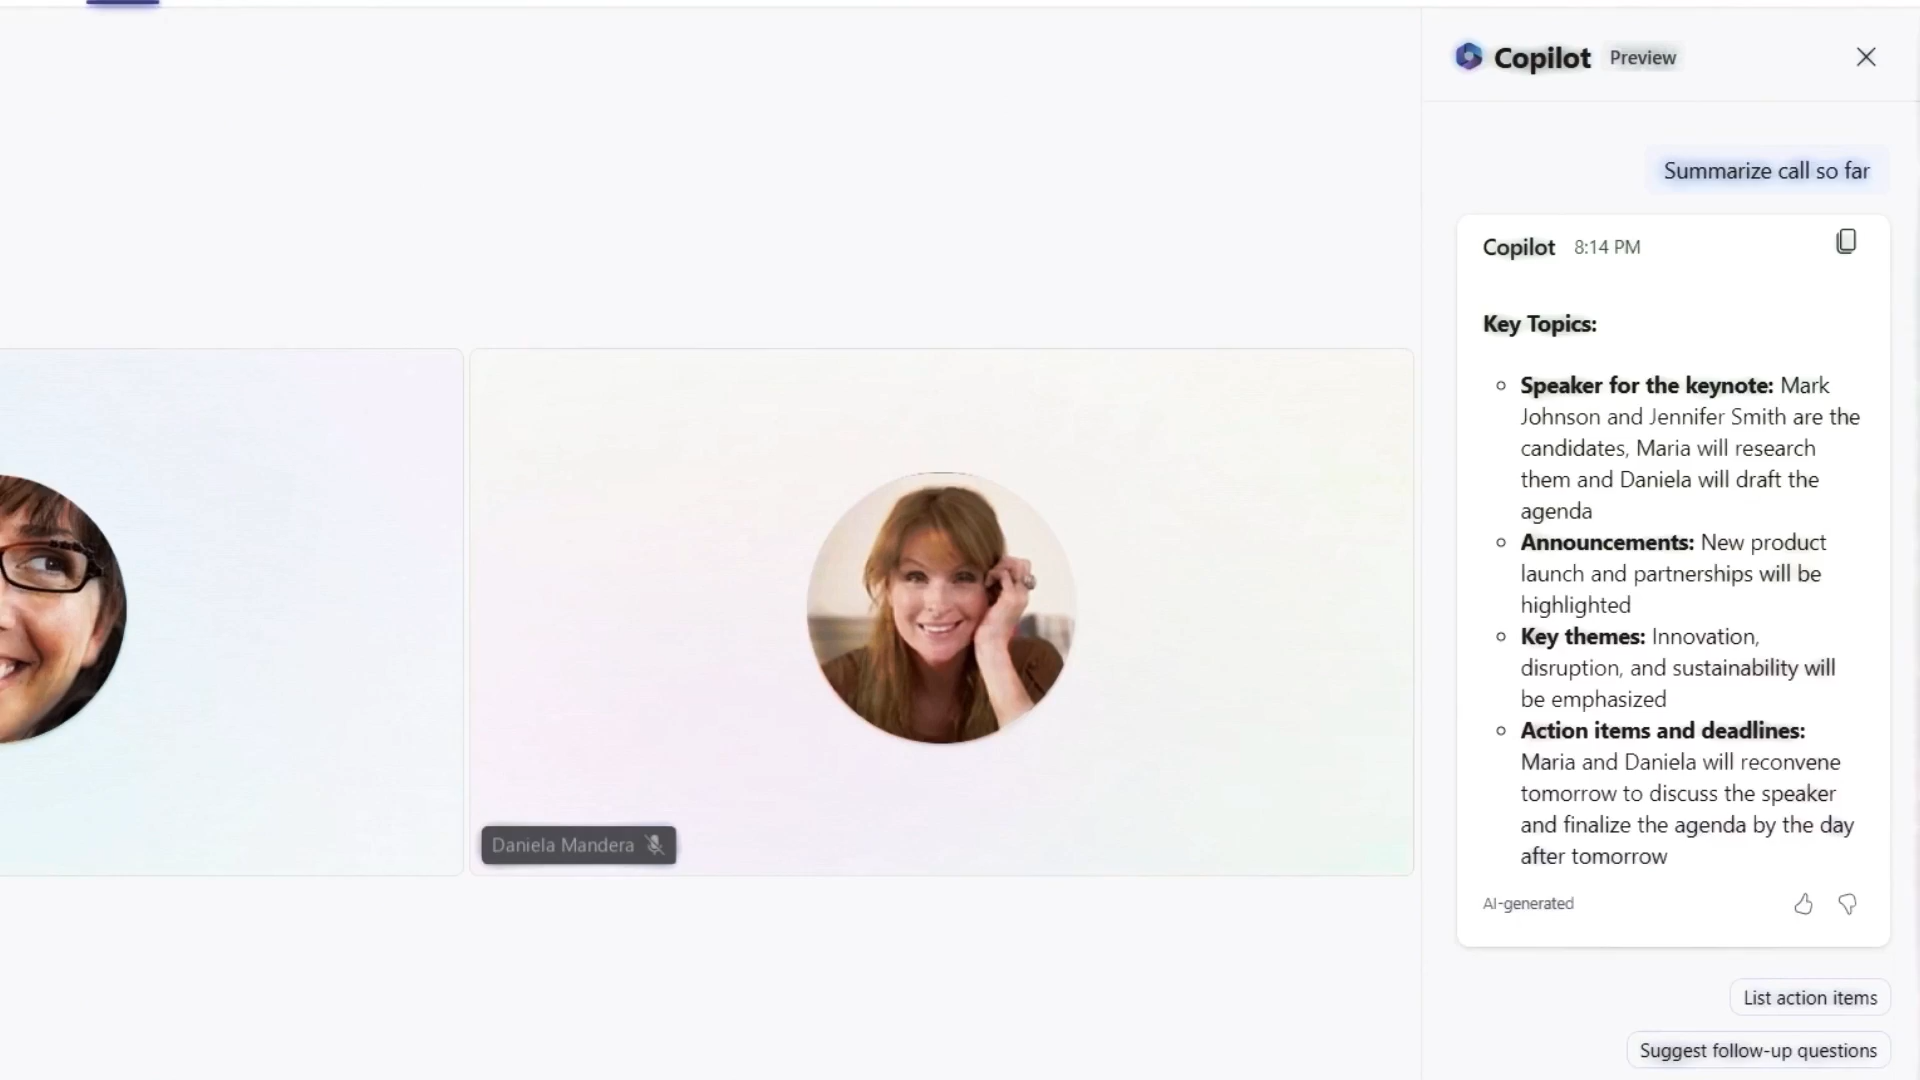 Copilot Preview
Summarize call so far
Copilot 8:14 PM
Key Topics:
Speaker for the keynote: Mark
Johnson and Jennifer Smith are the
candidates, Maria will research
them and Daniela will draft the
agenda
Announcements: New product
launch and partnerships will be
highlighted
Key themes: Innovation,
disruption, and sustainability will
be emphasized
Action items and deadlines:
Maria and Daniela will reconvene
tomorrow to discuss the speaker
and finalize the agenda by the day
after tomorrow
AI-generated
List action items
Suggest follow-up questions
Daniela Mandera